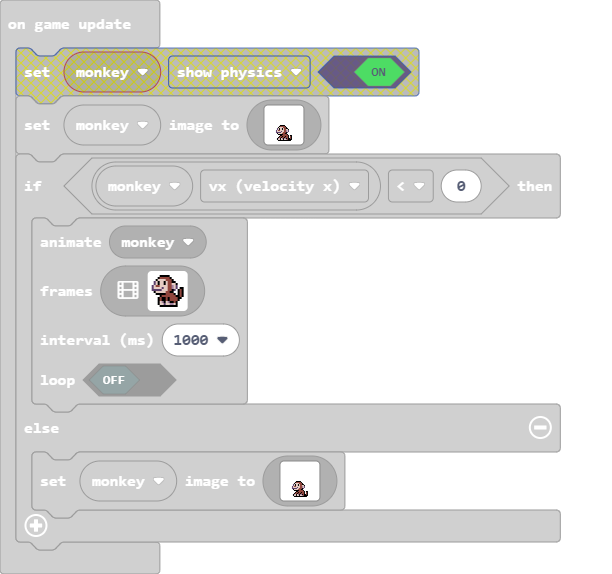 on game update
set monkey show physics ON
set monkey image to
if monkey vx (velocity x) < 0 then
animate monkey
frames
interval (ms) 1000
loop OFF
else
set monkey image to